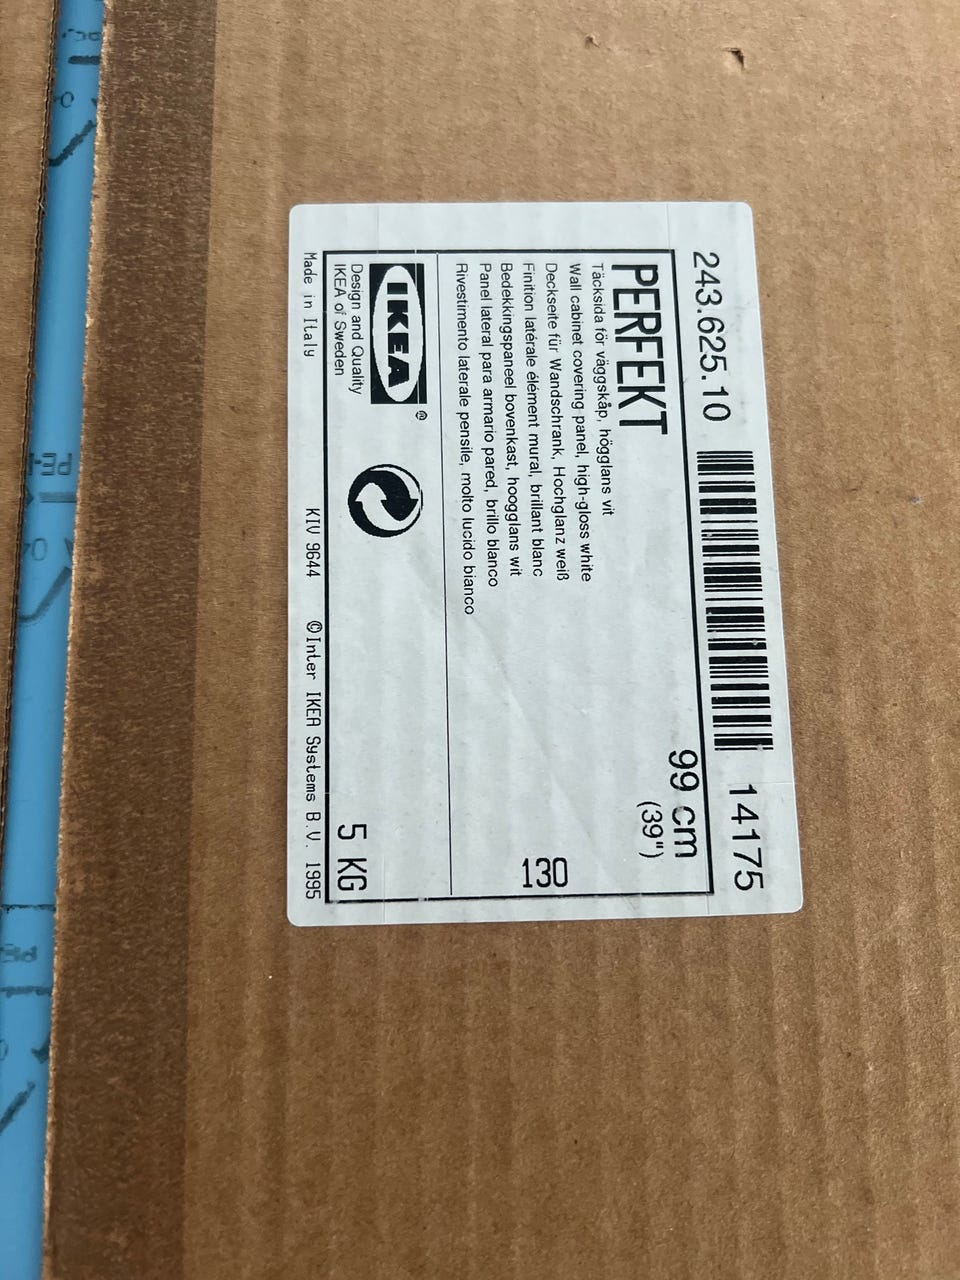 243.625.10
14175
PERFEKT
99 cm
(39")
Täcksida för väggskåp, högglans vit
Wall cabinet covering panel, high-gloss white
Deckseite für Wandschrank, Hochglanz weiß
Finition latérale élément mural, brillant blanc
Bedekkingspaneel bovenkast, hoogglans wit
Panel lateral para armario pared, brillo blanco
Rivestimento laterale pensile, molto lucido bianco
130
IKEA®
Design and Quality
IKEA of Sweden
5 KG
Made in Italy
KIV 9644
©Inter IKEA Systems B.V. 1995